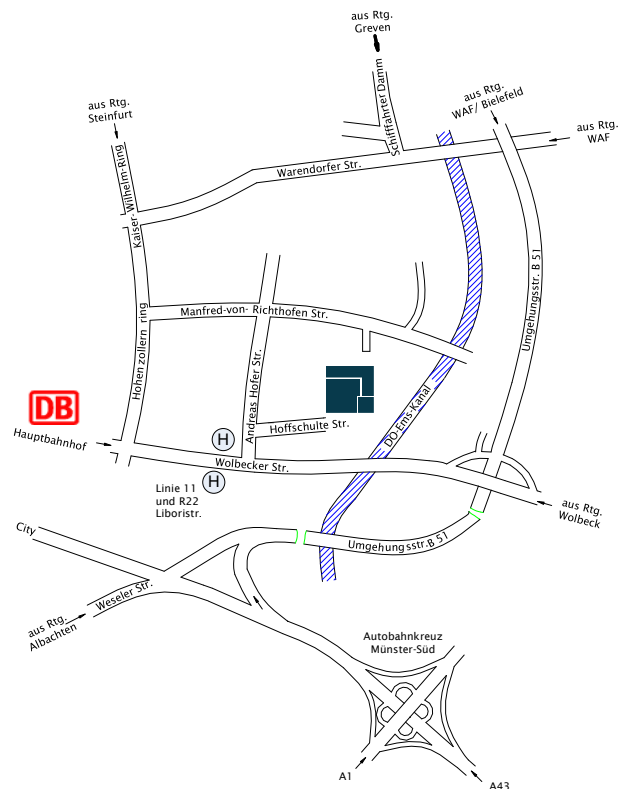 aus Rtg.
Greven
Schifffahrter Damm
aus Rtg.
WAF/ Bielefeld
aus Rtg.
WAF
aus Rtg.
Steinfurt
Kaiser- Wilhelm-Ring
Warendorfer Str.
Umgehungsstr. B 51
Manfred-von- Richthofen Str.
Hohenzollern ring
Andreas Hofer Str.
DB
Hauptbahnhof
Hoffschulte Str.
DO-Ems-Kanal
H
Wolbecker Str.
H
Linie 11
und R22
Liboristr.
aus Rtg.
Wolbeck
City
Umgehungsstr.B 51
Weseler Str.
aus Rtg.
Albachten
Autobahnkreuz
Münster-Süd
A1
A43